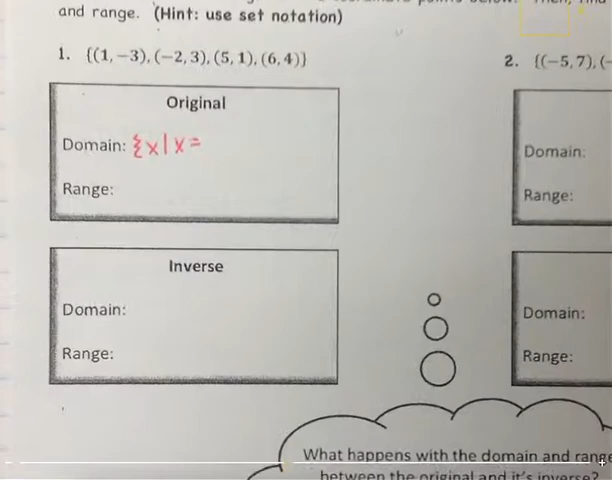 and range. (Hint: use set notation)
1. {(1, −3), (−2, 3), (5, 1), (6, 4)}
2. {(−5, 7), (−
Original
Domain: {x|x=
Range:
Domain:
Range:
Inverse
Domain:
Range:
Domain:
Range:
What happens with the domain and range
between the original and it's inverse?